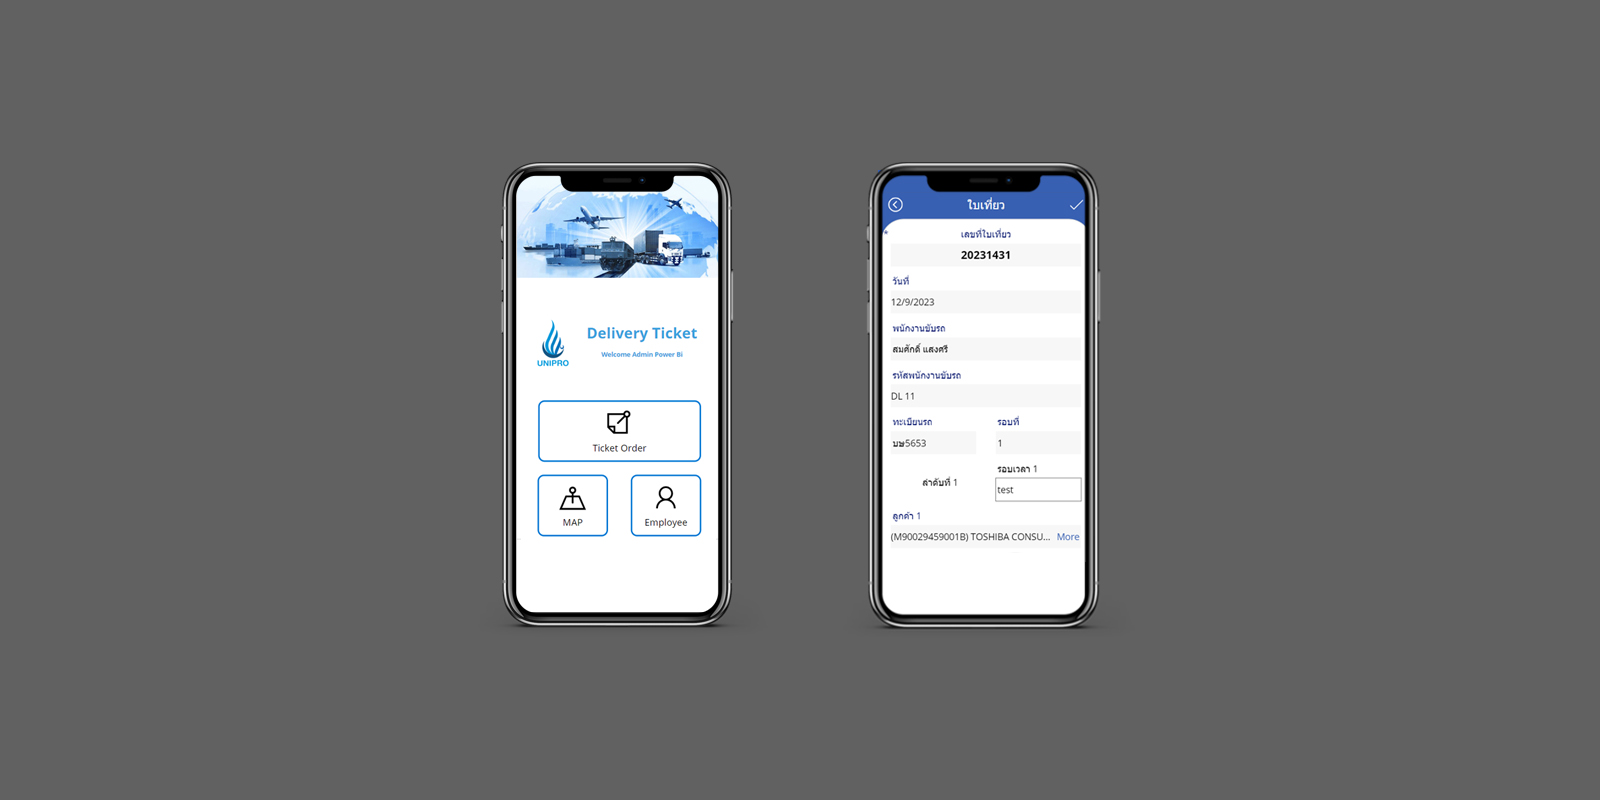 UNIPRO
Delivery Ticket
Welcome Admin Power Bi
Ticket Order
MAP
Employee
ใบเที่ยว
*
เลขที่ใบเที่ยว
20231431
วันที่
12/9/2023
พนักงานขับรถ
สมศักดิ์ แสงศรี
รหัสพนักงานขับรถ
DL 11
ทะเบียนรถ
รอบที่
บษ5653
1
ลำดับที่ 1
รอบเวลา 1
test
ลูกค้า 1
(M90029459001B) TOSHIBA CONSU... More